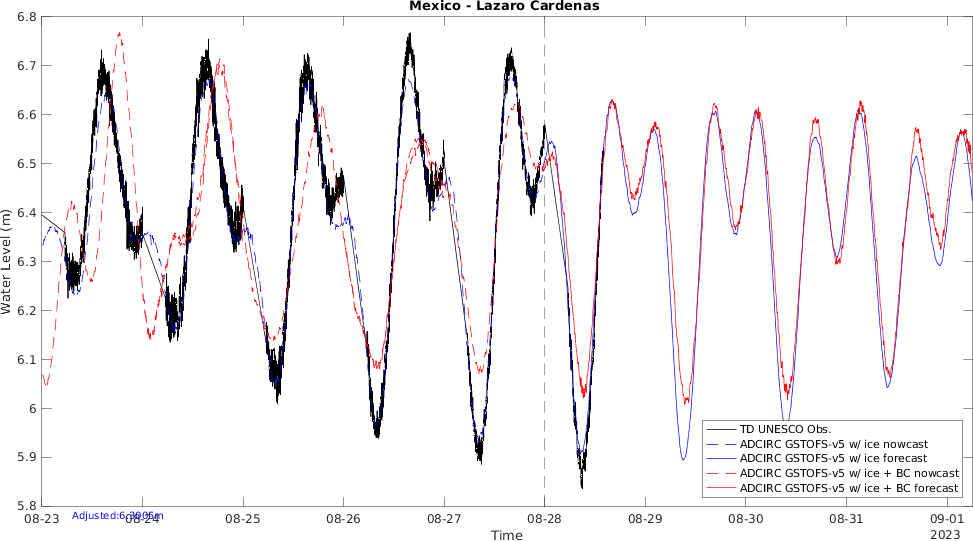 Mexico - Lazaro Cardenas
6.8
6.7
6.6
6.5
6.4
6.3
6.2
6.1
6
5.9
5.8
Water Level (m)
TD UNESCO Obs.
ADCIRC GSTOFS-v5 w/ ice nowcast
ADCIRC GSTOFS-v5 w/ ice forecast
ADCIRC GSTOFS-v5 w/ ice + BC nowcast
ADCIRC GSTOFS-v5 w/ ice + BC forecast
08-23 08-24 08-25 08-26 08-27 08-28 08-29 08-30 08-31 09-01
Adjusted:6.3005m
Time
2023